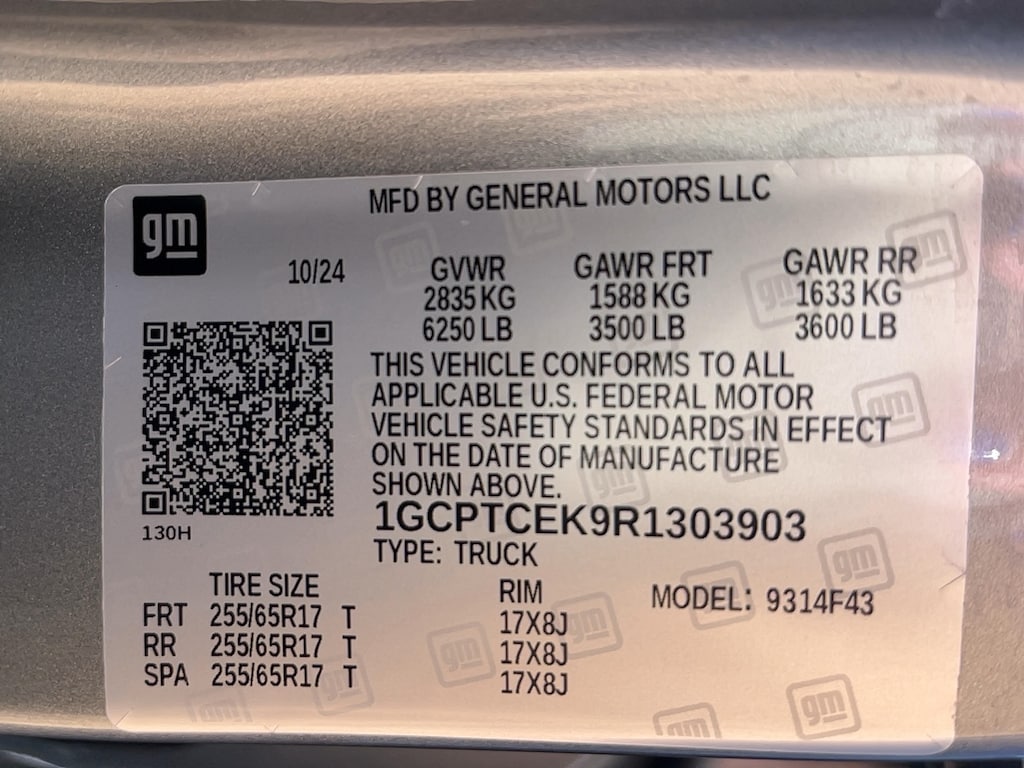 gm
MFD BY GENERAL MOTORS LLC
10/24
GVWR GAWR FRT GAWR RR
2835 KG 1588 KG 1633 KG
6250 LB 3500 LB 3600 LB
THIS VEHICLE CONFORMS TO ALL
APPLICABLE U.S. FEDERAL MOTOR
VEHICLE SAFETY STANDARDS IN EFFECT
ON THE DATE OF MANUFACTURE
SHOWN ABOVE.
1GCPTCEK9R1303903
130H
TYPE: TRUCK
TIRE SIZE RIM MODEL: 9314F43
FRT 255/65R17 T 17X8J
RR 255/65R17 T 17X8J
SPA 255/65R17 T 17X8J